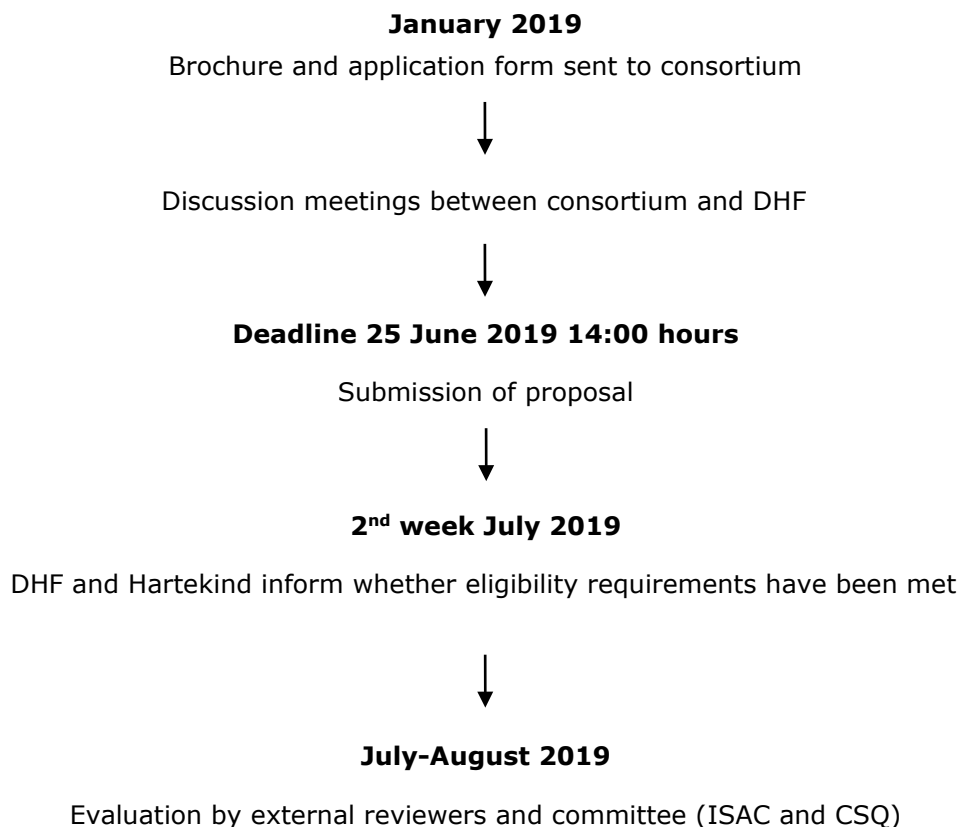 January 2019
Brochure and application form sent to consortium
Discussion meetings between consortium and DHF
Deadline 25 June 2019 14:00 hours
Submission of proposal
2nd week July 2019
DHF and Hartekind inform whether eligibility requirements have been met
July-August 2019
Evaluation by external reviewers and committee (ISAC and CSQ)